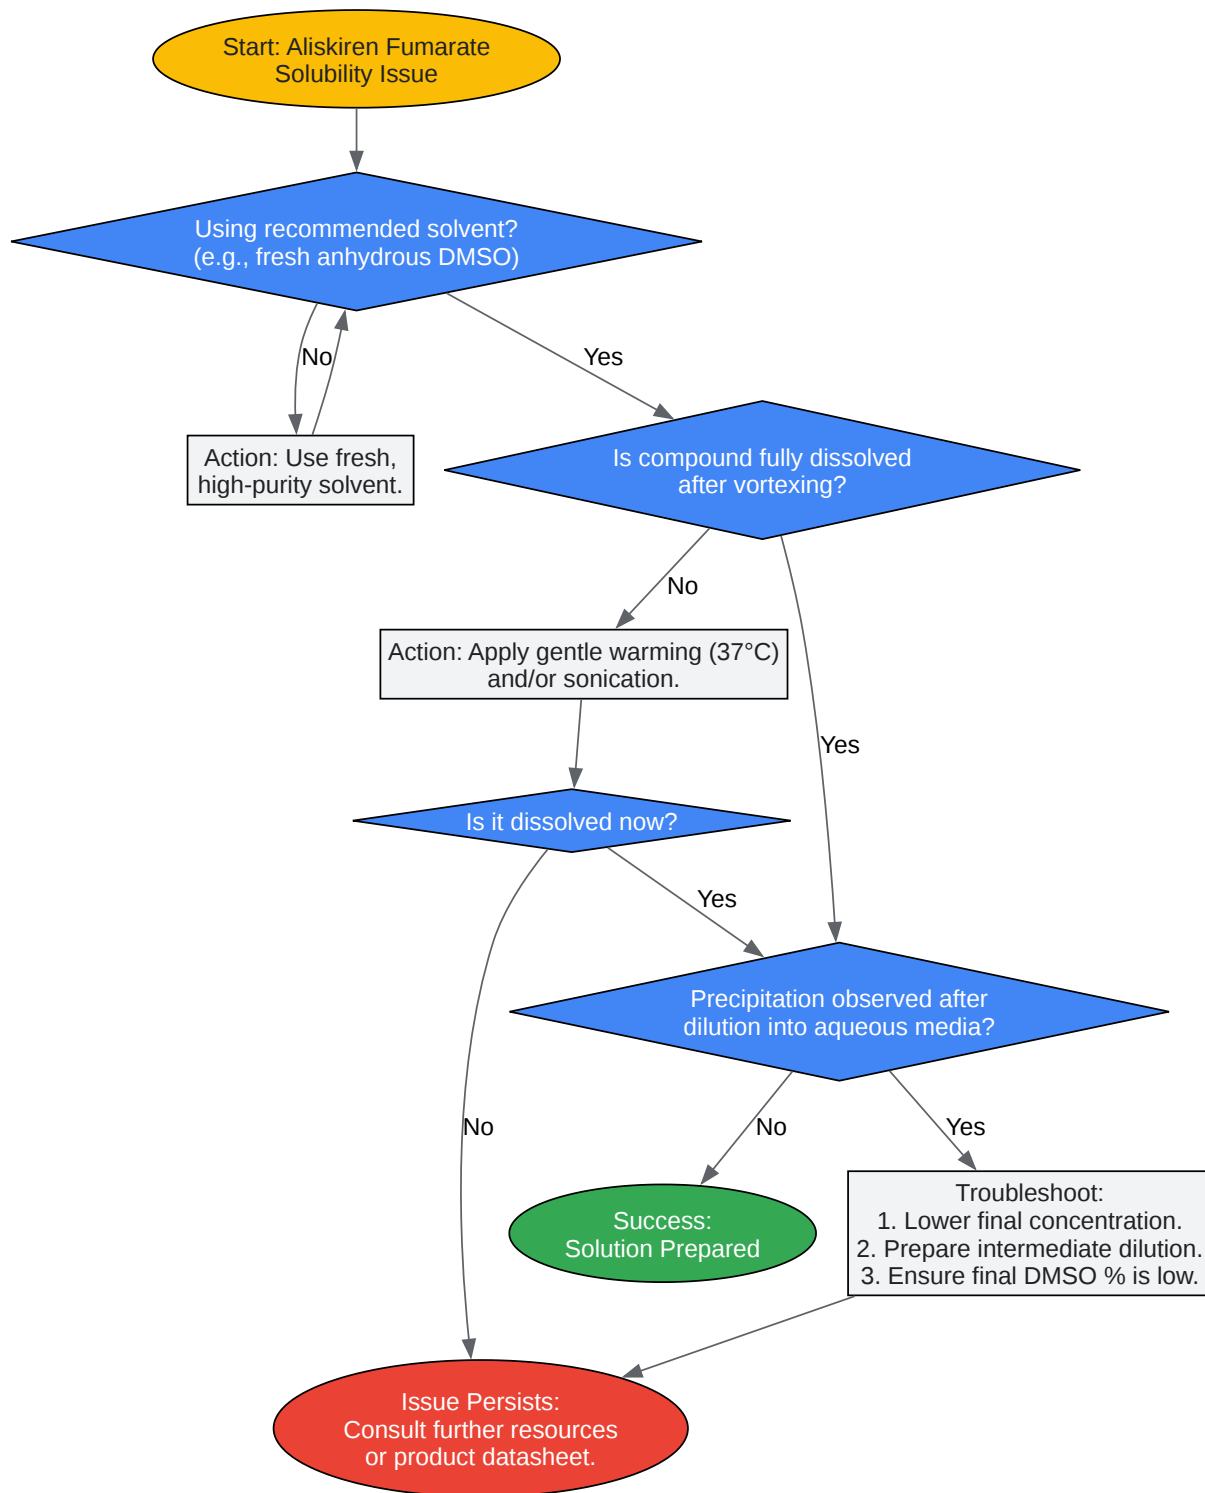 Start: Aliskiren Fumarate
Solubility Issue
Using recommended solvent?
(e.g., fresh anhydrous DMSO)
No
Yes
Action: Use fresh,
high-purity solvent.
Is compound fully dissolved
after vortexing?
No
Action: Apply gentle warming (37°C)
and/or sonication.
Yes
Is it dissolved now?
Yes
Precipitation observed after
dilution into aqueous media?
No
No
Yes
Success:
Solution Prepared
Troubleshoot:
1. Lower final concentration.
2. Prepare intermediate dilution.
3. Ensure final DMSO % is low.
Issue Persists:
Consult further resources
or product datasheet.